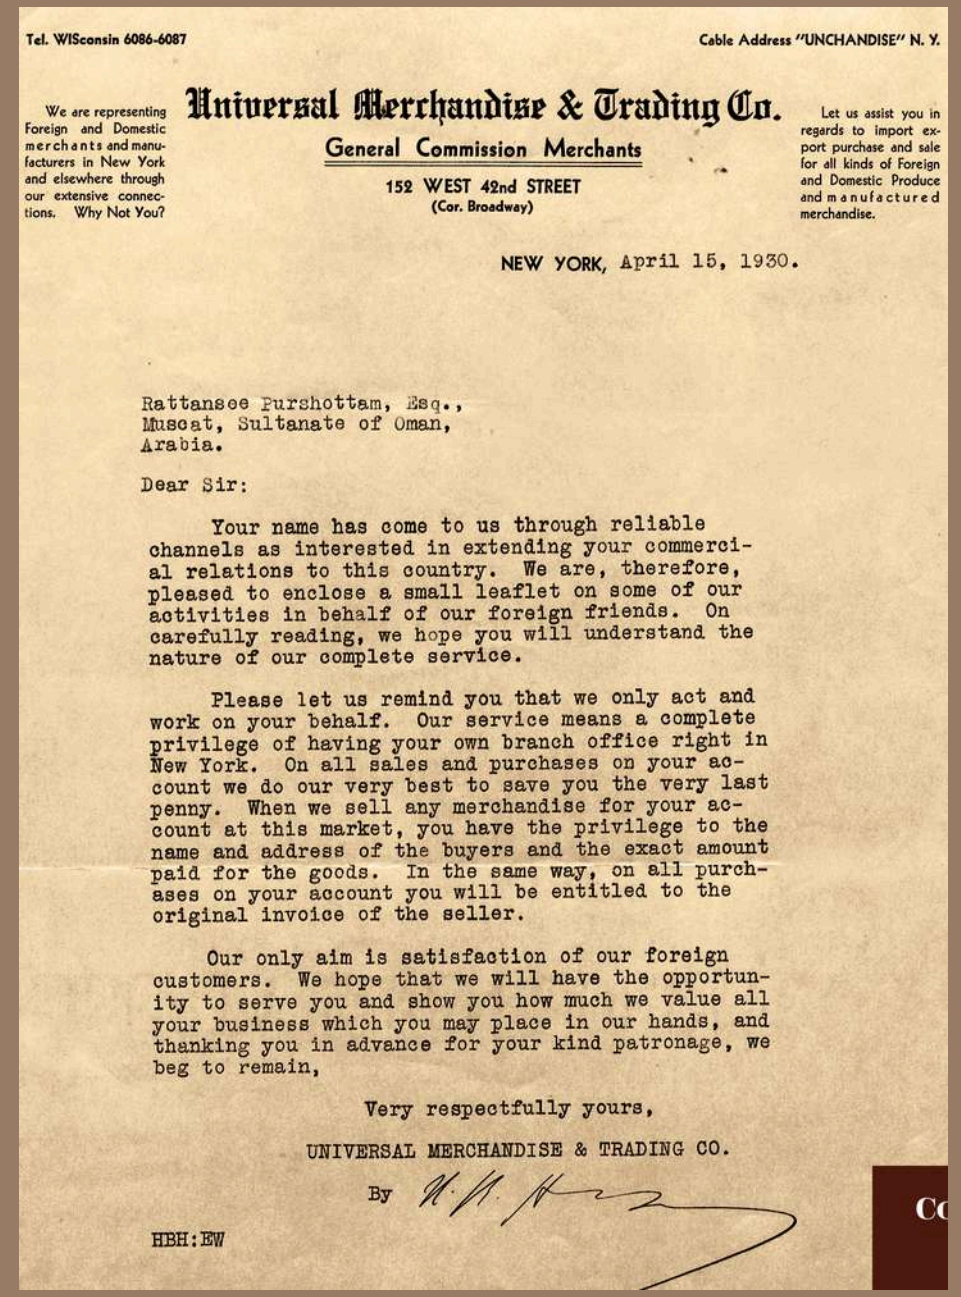 Tel. WISconsin 6086-6087
Cable Address "UNCHANDISE" N. Y.
We are representing
Foreign and Domestic
merchants and manu-
facturers in New York
and elsewhere through
our extensive connec-
tions. Why Not You?
Universal Merchandise & Trading Co.
General Commission Merchants
152 WEST 42nd STREET
(Cor. Broadway)
Let us assist you in
regards to import ex-
port purchase and sale
for all kinds of Foreign
and Domestic Produce
and manufactured
merchandise.
NEW YORK, April 15, 1930.
Rattansee Purshottam, Esq.,
Muscat, Sultanate of Oman,
Arabia.
Dear Sir:
Your name has come to us through reliable
channels as interested in extending your commerci-
al relations to this country. We are, therefore,
pleased to enclose a small leaflet on some of our
activities in behalf of our foreign friends. On
carefully reading, we hope you will understand the
nature of our complete service.
Please let us remind you that we only act and
work on your behalf. Our service means a complete
privilege of having your own branch office right in
New York. On all sales and purchases on your ac-
count we do our very best to save you the very last
penny. When we sell any merchandise for your ac-
count at this market, you have the privilege to the
name and address of the buyers and the exact amount
paid for the goods. In the same way, on all purch-
ases on your account you will be entitled to the
original invoice of the seller.
Our only aim is satisfaction of our foreign
customers. We hope that we will have the opportun-
ity to serve you and show you how much we value all
your business which you may place in our hands, and
thanking you in advance for your kind patronage, we
beg to remain,
Very respectfully yours,
UNIVERSAL MERCHANDISE & TRADING CO.
By
HBH:EW